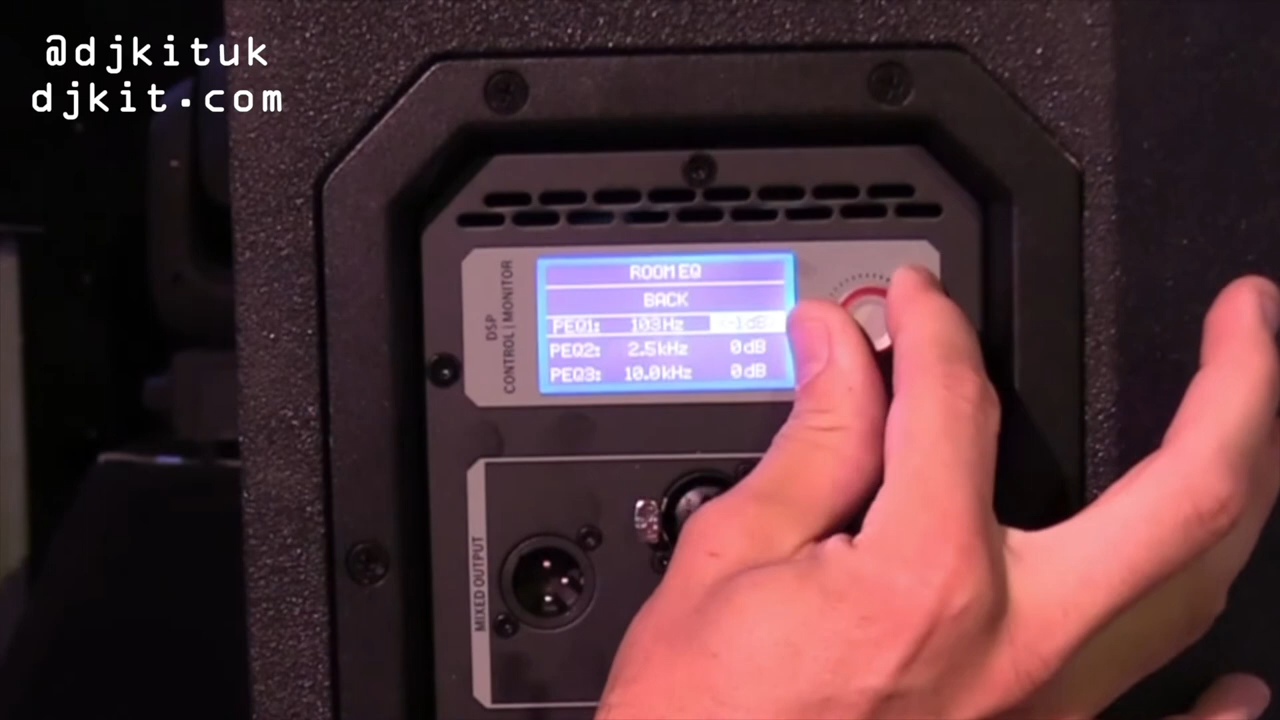 @djkituk
djkit.com
DSP
CONTROL | MONITOR
ROOM EQ
BACK
PEQ1: 103Hz -1dB
PEQ2: 2.5kHz 0dB
PEQ3: 10.0kHz 0dB
MIXED OUTPUT